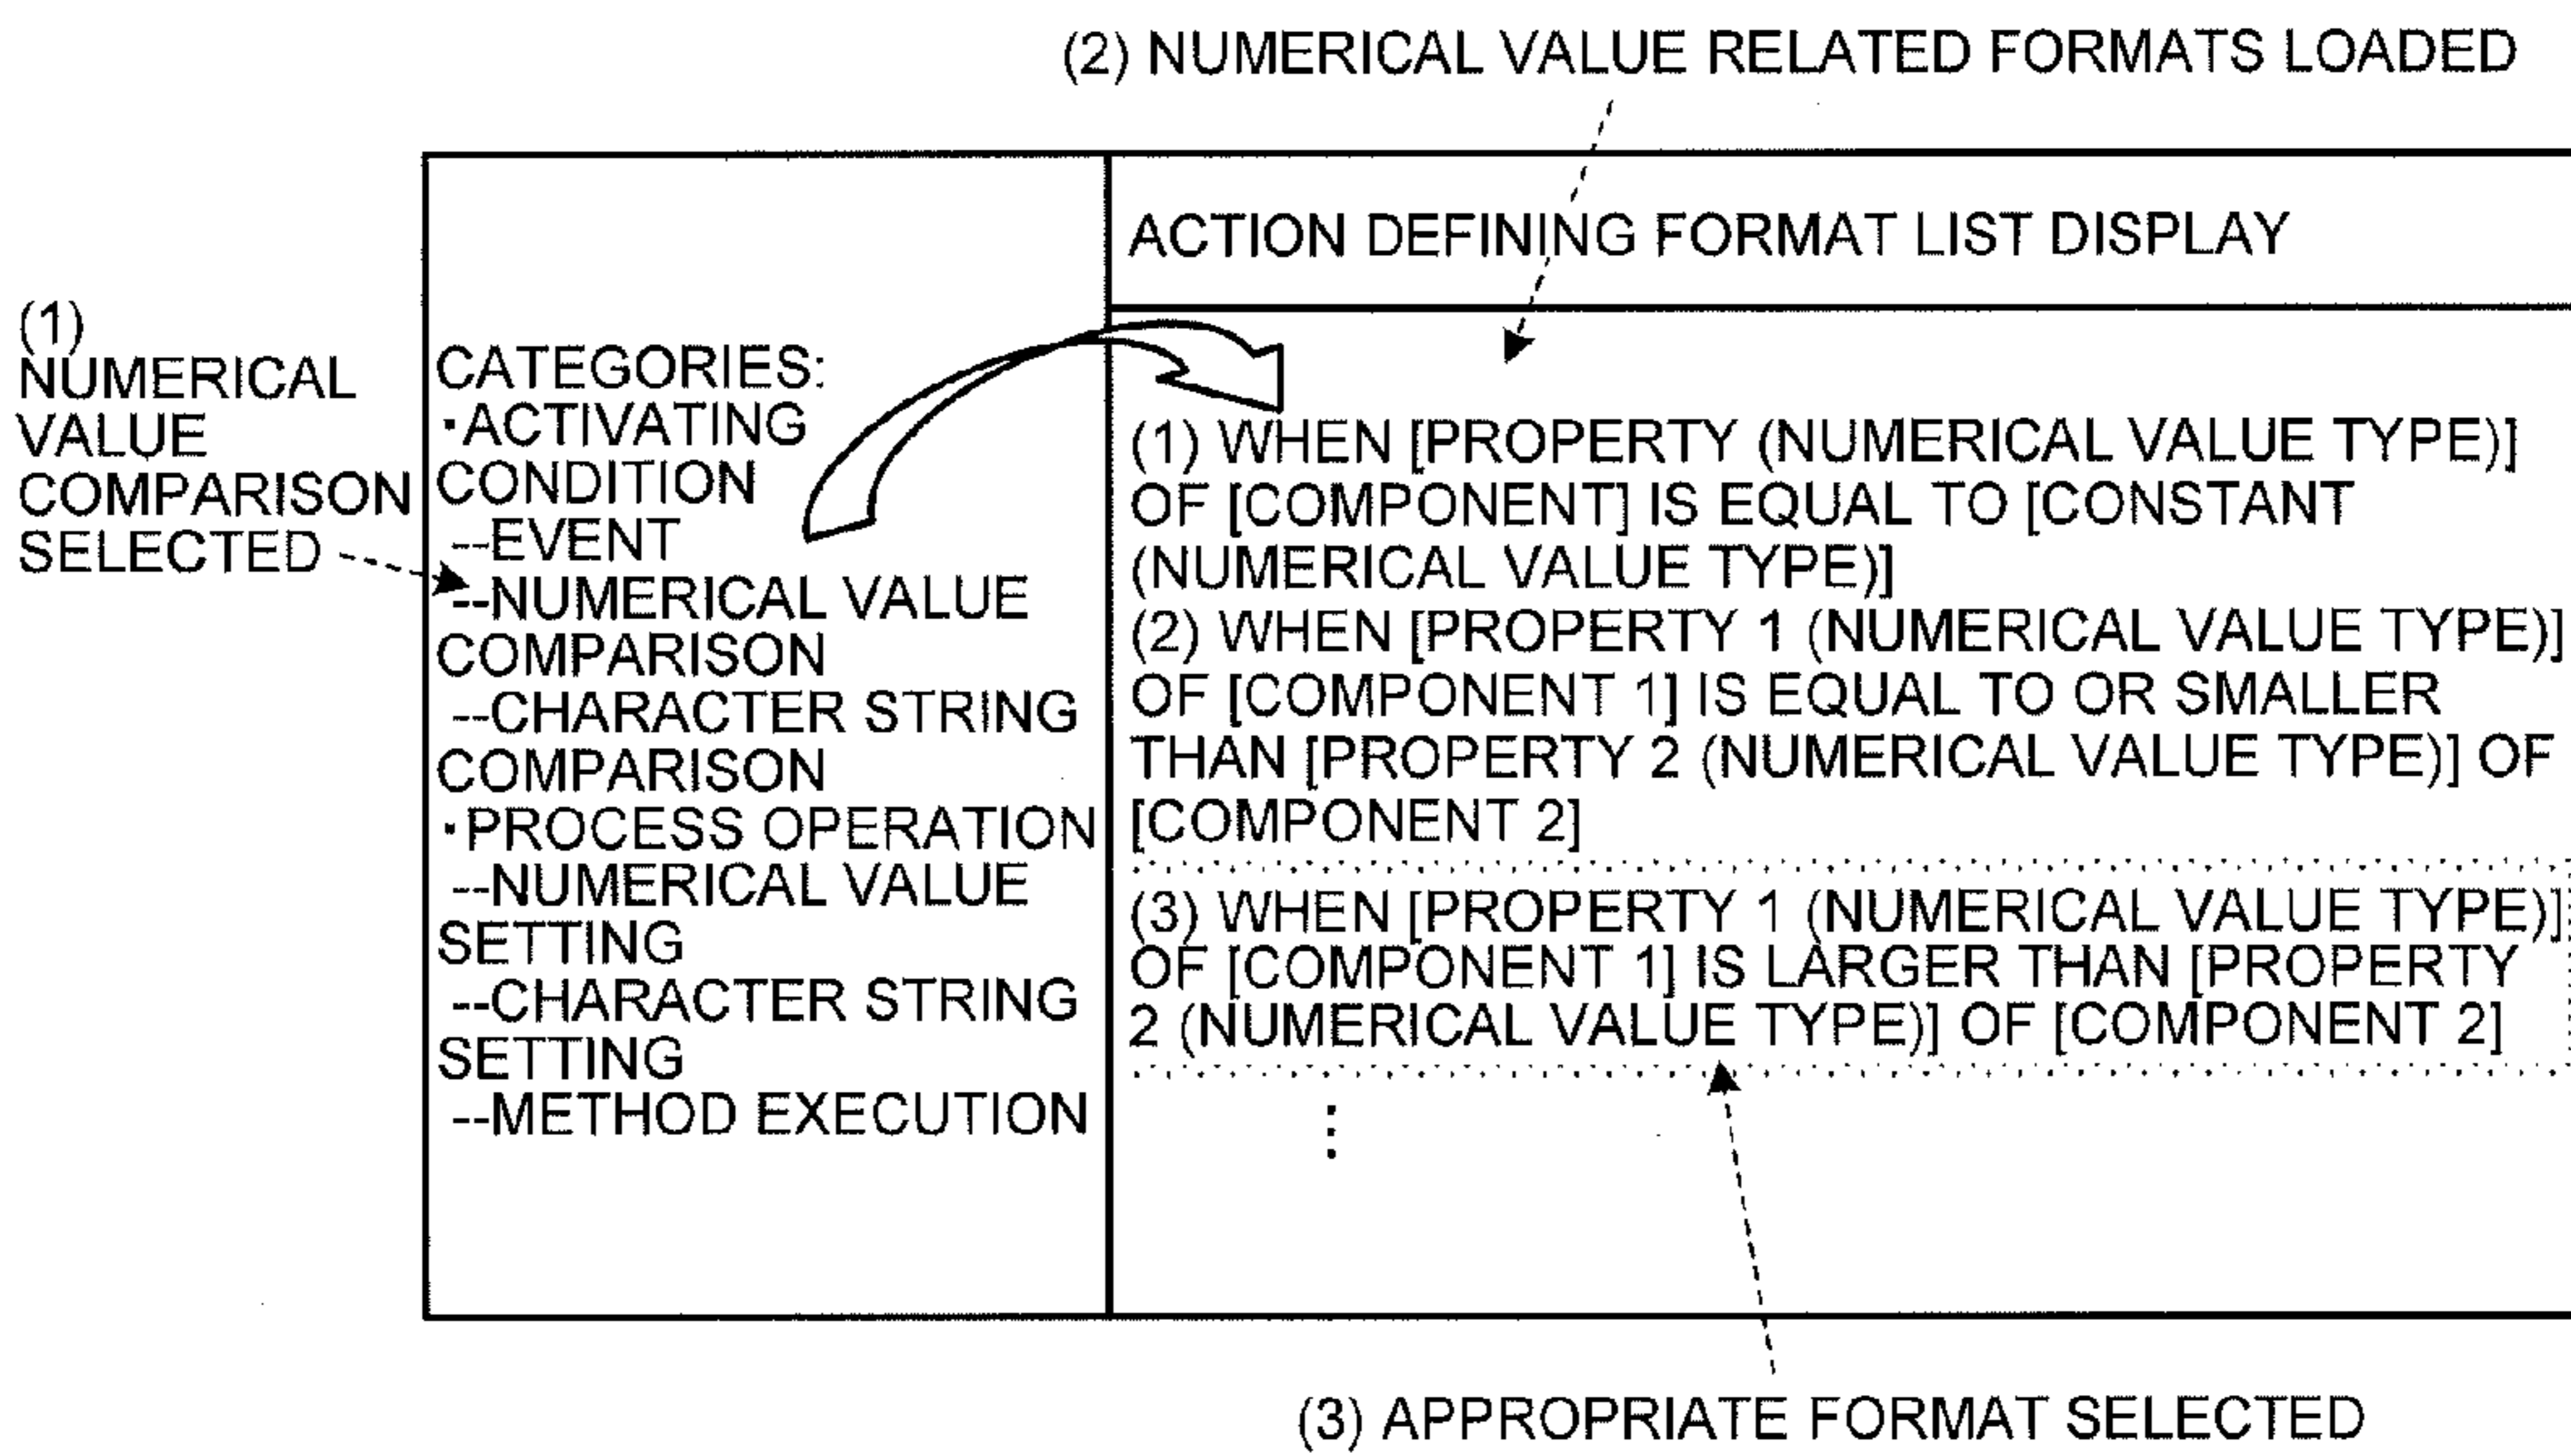 (2) NUMERICAL VALUE RELATED FORMATS LOADED
(1)
NUMERICAL
VALUE
COMPARISON
SELECTED
CATEGORIES:
·ACTIVATING
CONDITION
--EVENT
--NUMERICAL VALUE
COMPARISON
--CHARACTER STRING
COMPARISON
·PROCESS OPERATION
--NUMERICAL VALUE
SETTING
--CHARACTER STRING
SETTING
--METHOD EXECUTION
ACTION DEFINING FORMAT LIST DISPLAY
(1) WHEN [PROPERTY (NUMERICAL VALUE TYPE)]
OF [COMPONENT] IS EQUAL TO [CONSTANT
(NUMERICAL VALUE TYPE)]
(2) WHEN [PROPERTY 1 (NUMERICAL VALUE TYPE)]
OF [COMPONENT 1] IS EQUAL TO OR SMALLER
THAN [PROPERTY 2 (NUMERICAL VALUE TYPE)] OF
[COMPONENT 2]
(3) WHEN [PROPERTY 1 (NUMERICAL VALUE TYPE)]
OF [COMPONENT 1] IS LARGER THAN [PROPERTY
2 (NUMERICAL VALUE TYPE)] OF [COMPONENT 2]
⋮
(3) APPROPRIATE FORMAT SELECTED